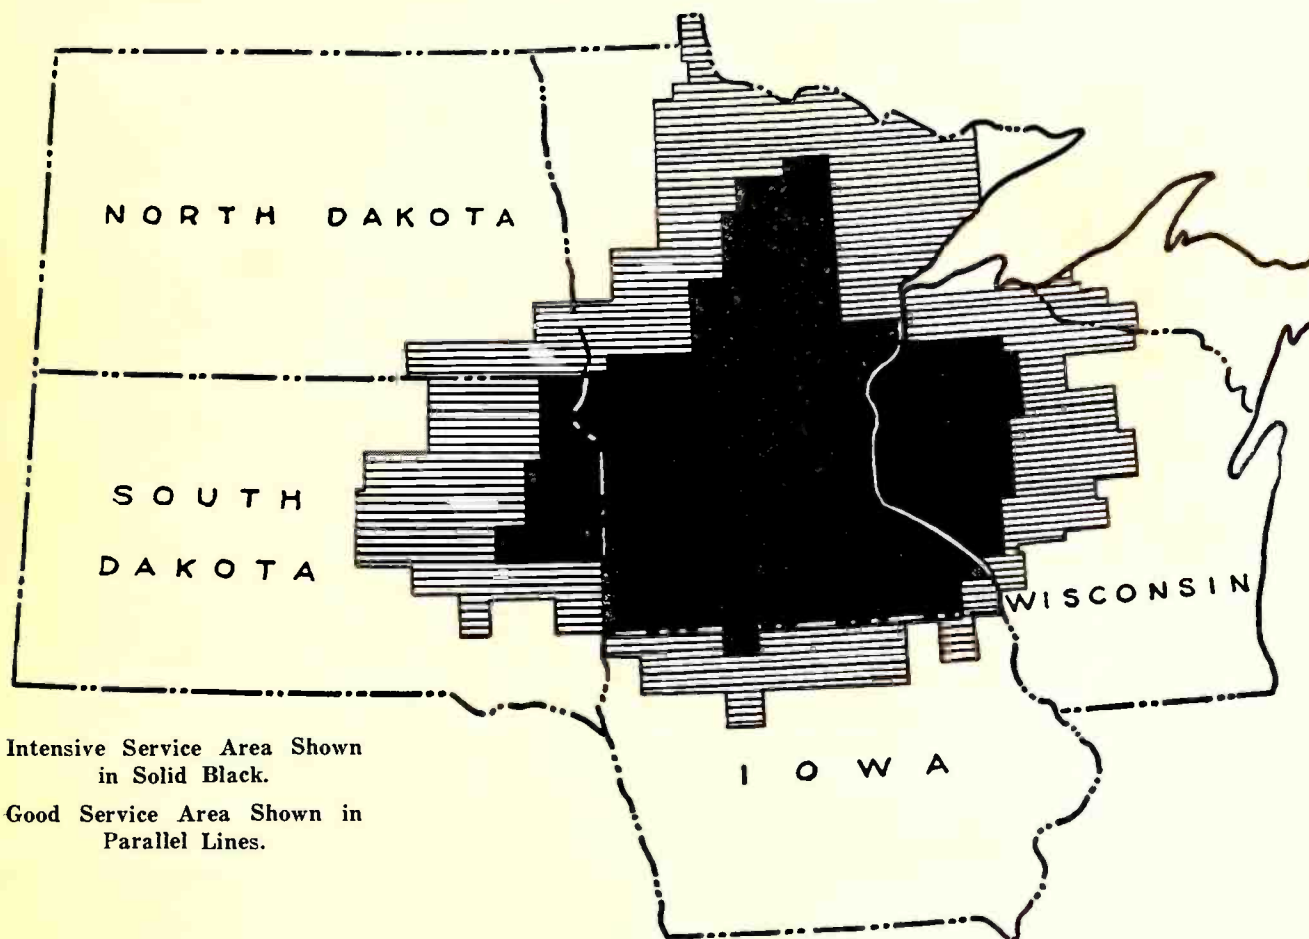 NORTH DAKOTA
SOUTH
DAKOTA
WISCONSIN
IOWA
Intensive Service Area Shown
in Solid Black.
Good Service Area Shown in
Parallel Lines.